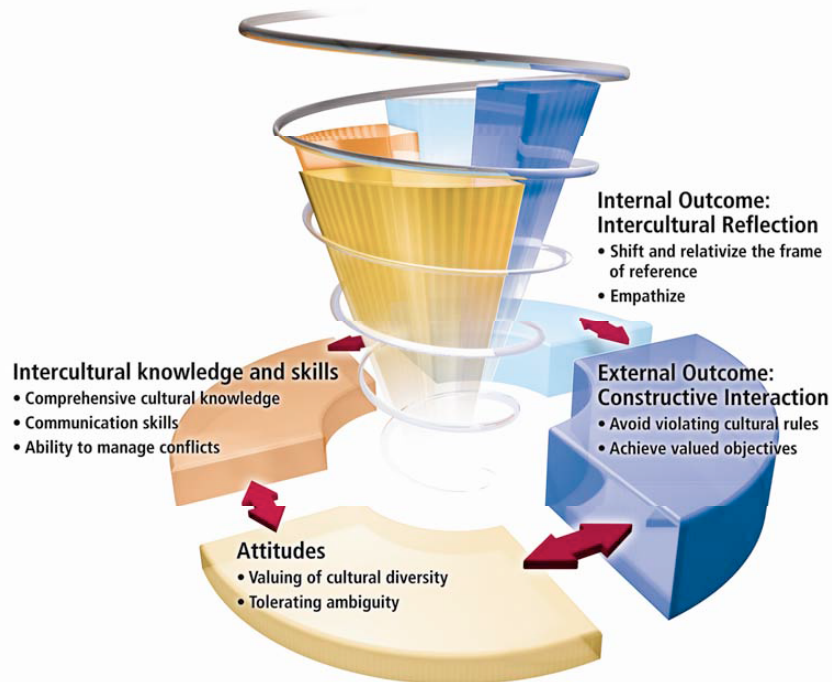 Internal Outcome:
Intercultural Reflection
• Shift and relativize the frame
of reference
• Empathize
Intercultural knowledge and skills
• Comprehensive cultural knowledge
• Communication skills
• Ability to manage conflicts
External Outcome:
Constructive Interaction
• Avoid violating cultural rules
• Achieve valued objectives
Attitudes
• Valuing of cultural diversity
• Tolerating ambiguity